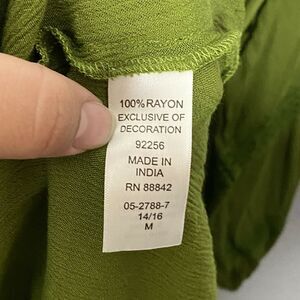 100% RAYON
EXCLUSIVE OF
DECORATION
92256
MADE IN
INDIA
RN 88842
05-2788-7
14/16
M